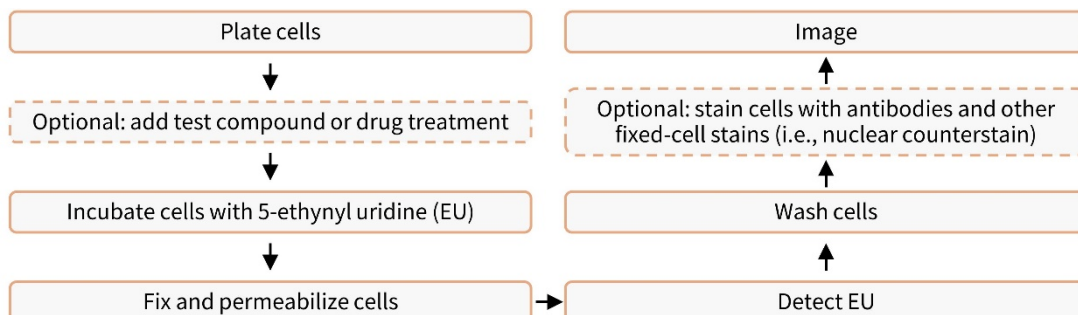 Plate cells
Optional: add test compound or drug treatment
Incubate cells with 5-ethynyl uridine (EU)
Fix and permeabilize cells
Detect EU
Wash cells
Optional: stain cells with antibodies and other
fixed-cell stains (i.e., nuclear counterstain)
Image